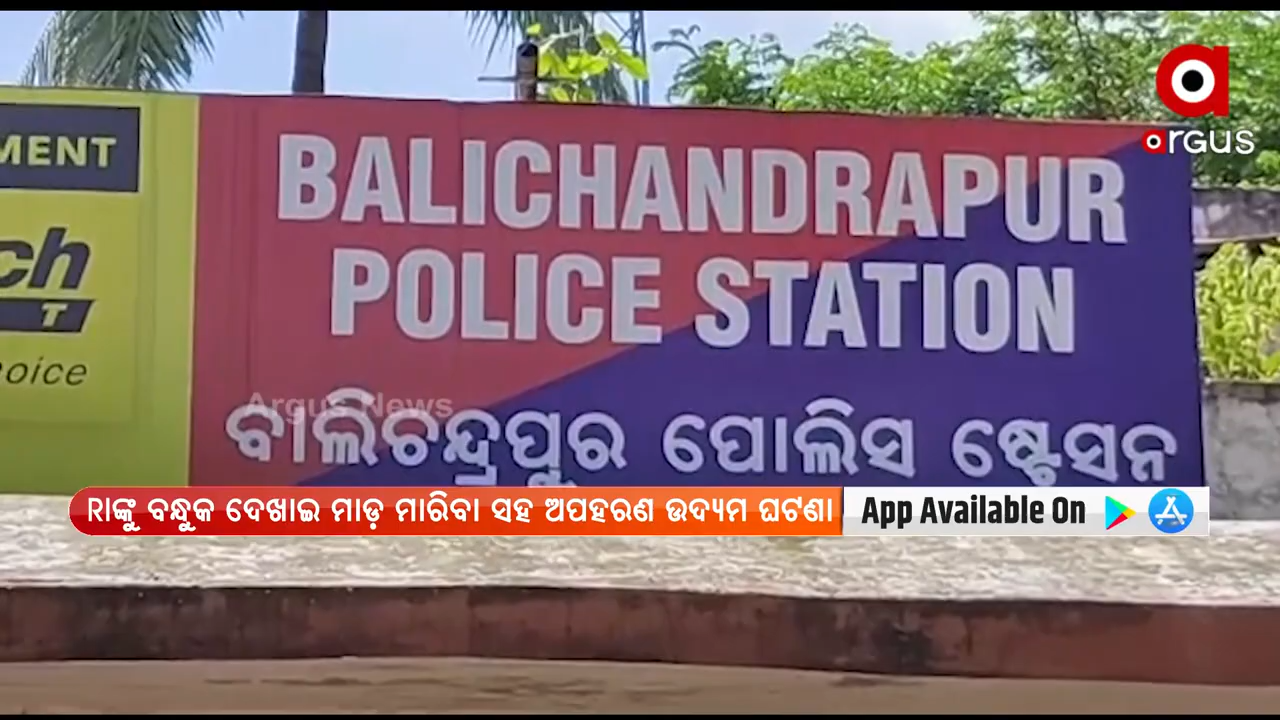 argus
MENT
ch
T
BALICHANDRAPUR
POLICE STATION
Argus News
ବାଲିଚନ୍ଦ୍ରପୁର ପୋଲିସ ଷ୍ଟେସନ
RIଙ୍କୁ ବନ୍ଧୁକ ଦେଖାଇ ମାଡ଼ ମାରିବା ସହ ଅପହରଣ ଉଦ୍ୟମ ଘଟଣା
App Available On